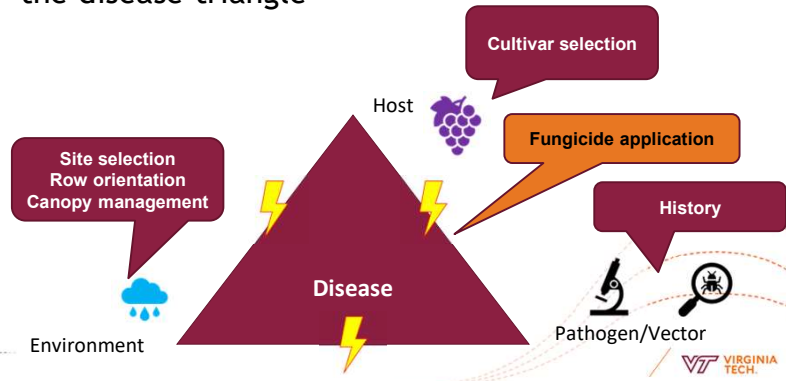 the disease triangle
Cultivar selection
Host
Fungicide application
Site selection
Row orientation
Canopy management
History
Disease
Environment
Pathogen/Vector
VT VIRGINIA
TECH.